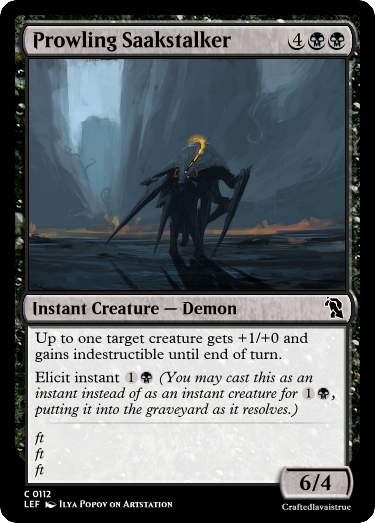 Prowling Saakstalker 4
Instant Creature — Demon
Up to one target creature gets +1/+0 and
gains indestructible until end of turn.
Elicit instant 1 (You may cast this as an
instant instead of as an instant creature for 1 ,
putting it into the graveyard as it resolves.)
ft
ft
ft
6/4
C 0112
LEF Ilya Popov on Artstation
Craftedlavaistrue